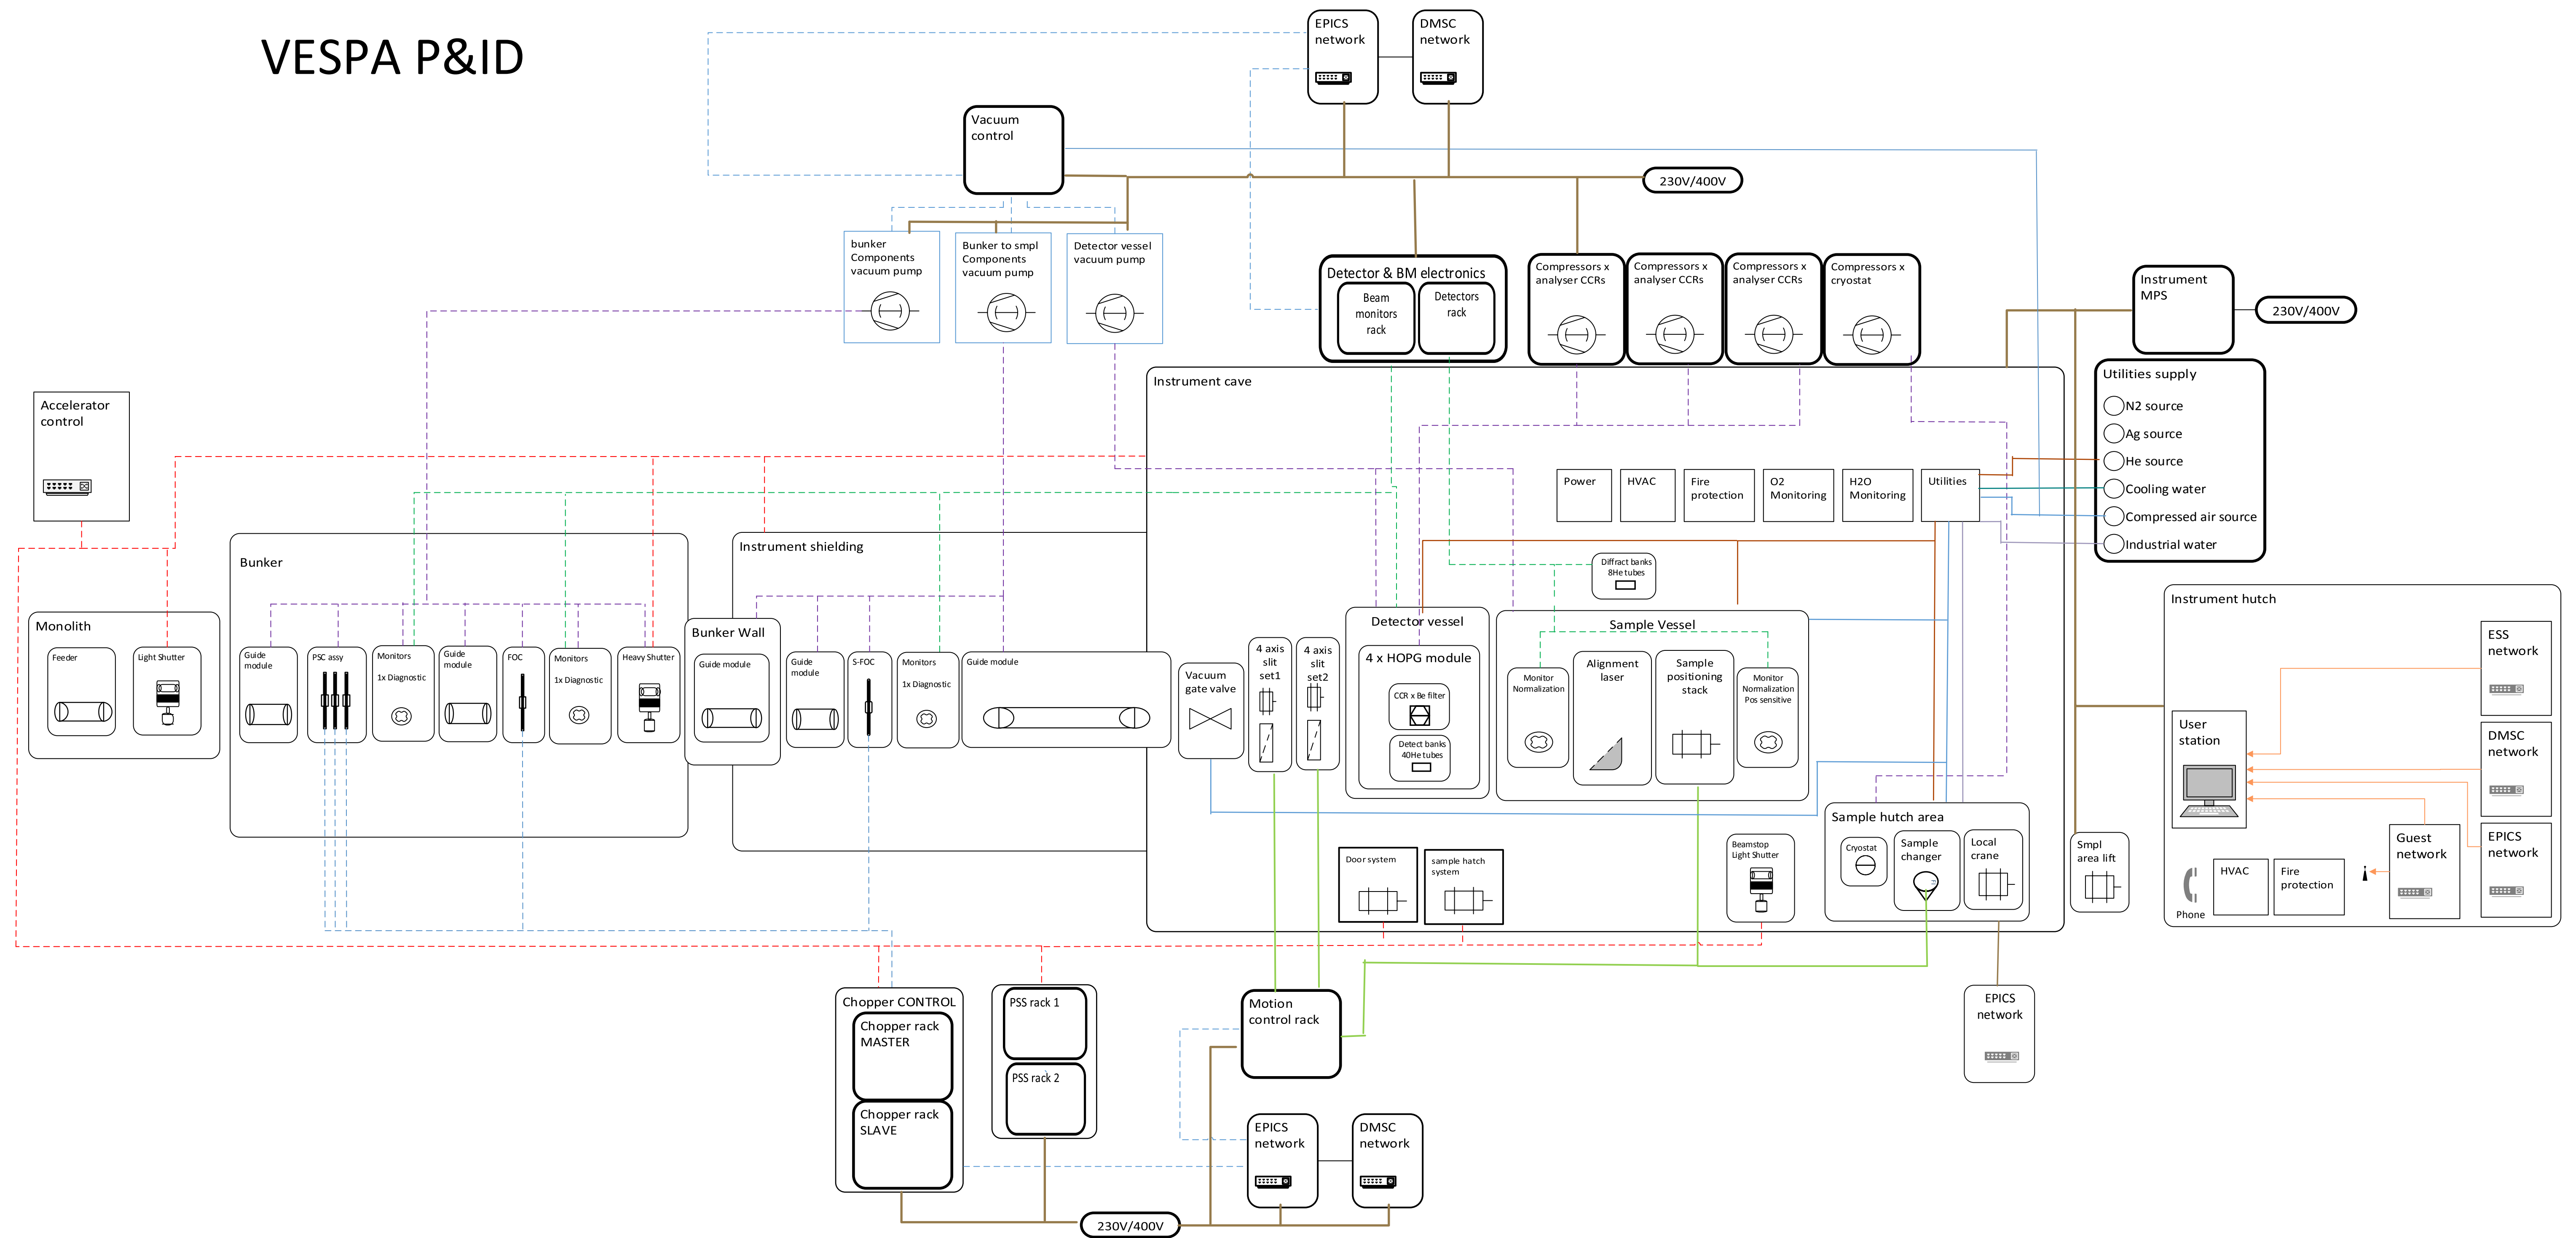 VESPA P&ID
EPICS
network
DMSC
network
Vacuum
control
230V/400V
bunker
Components
vacuum pump
Bunker to smpl
Components
vacuum pump
Detector vessel
vacuum pump
Detector & BM electronics
Beam
monitors
rack
Detectors
rack
Compressors x
analyser CCRs
Compressors x
analyser CCRs
Compressors x
analyser CCRs
Compressors x
cryostat
Instrument
MPS
230V/400V
Utilities supply
N2 source
Ag source
He source
Cooling water
Compressed air source
Industrial water
Accelerator
control
Instrument cave
Power
HVAC
Fire
protection
O2
Monitoring
H2O
Monitoring
Utilities
Bunker
Instrument shielding
Diffract banks
8He tubes
Monolith
Feeder
Light Shutter
Guide
module
PSC assy
Monitors
1x Diagnostic
Guide
module
FOC
Monitors
1x Diagnostic
Heavy Shutter
Bunker Wall
Guide module
Guide
module
S-FOC
Monitors
1x Diagnostic
Guide module
Vacuum
gate valve
4 axis
slit
set1
4 axis
slit
set2
Detector vessel
4 x HOPG module
CCR x Be filter
Detect banks
40He tubes
Sample Vessel
Monitor
Normalization
Alignment
laser
Sample
positioning
stack
Monitor
Normalization
Pos sensitive
Instrument hutch
ESS
network
DMSC
network
EPICS
network
User
station
Guest
network
Phone
HVAC
Fire
protection
Smpl
area lift
Sample hutch area
Cryostat
Sample
changer
Local
crane
Beamstop
Light Shutter
Door system
sample hatch
system
EPICS
network
Chopper CONTROL
Chopper rack
MASTER
Chopper rack
SLAVE
PSS rack 1
PSS rack 2
Motion
control rack
EPICS
network
DMSC
network
230V/400V